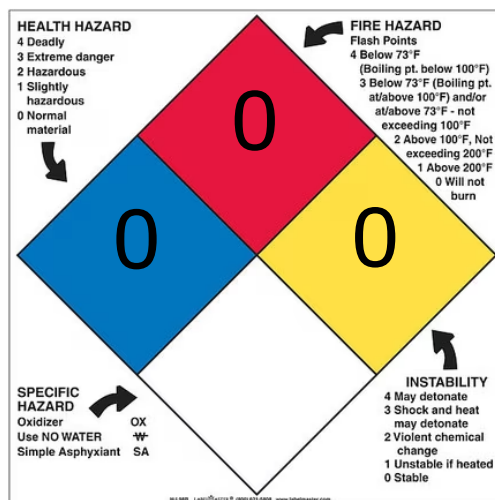 HEALTH HAZARD
4 Deadly
3 Extreme danger
2 Hazardous
1 Slightly
hazardous
0 Normal
material
FIRE HAZARD
Flash Points
4 Below 73°F
(Boiling pt. below 100°F)
3 Below 73°F (Boiling pt.
at/above 100°F) and/or
at/above 73°F - not
exceeding 100°F
2 Above 100°F, Not
exceeding 200°F
1 Above 200°F
0 Will not
burn
0
0
0
SPECIFIC
HAZARD
Oxidizer OX
Use NO WATER W̶
Simple Asphyxiant SA
INSTABILITY
4 May detonate
3 Shock and heat
may detonate
2 Violent chemical
change
1 Unstable if heated
0 Stable